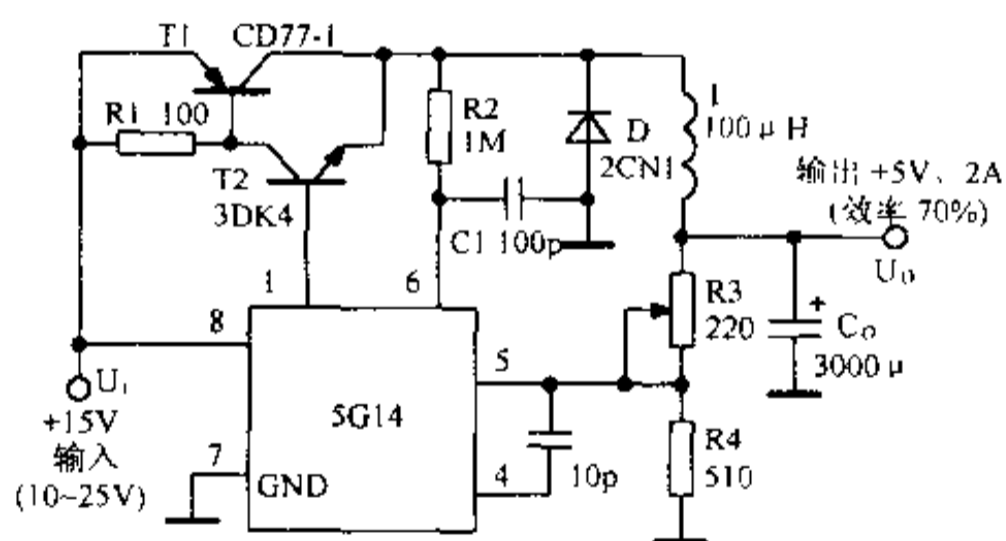 T1 CD77-1
R1 100
T2
3DK4
R2
1M
D
2CN1
C1 100p
1
100μH
输出 +5V、2A
(效率 70%)
U0
R3
220
+
C0
3000μ
1
6
8
5
7
4
5G14
GND
10p
R4
510
Ui
+15V
输入
(10~25V)